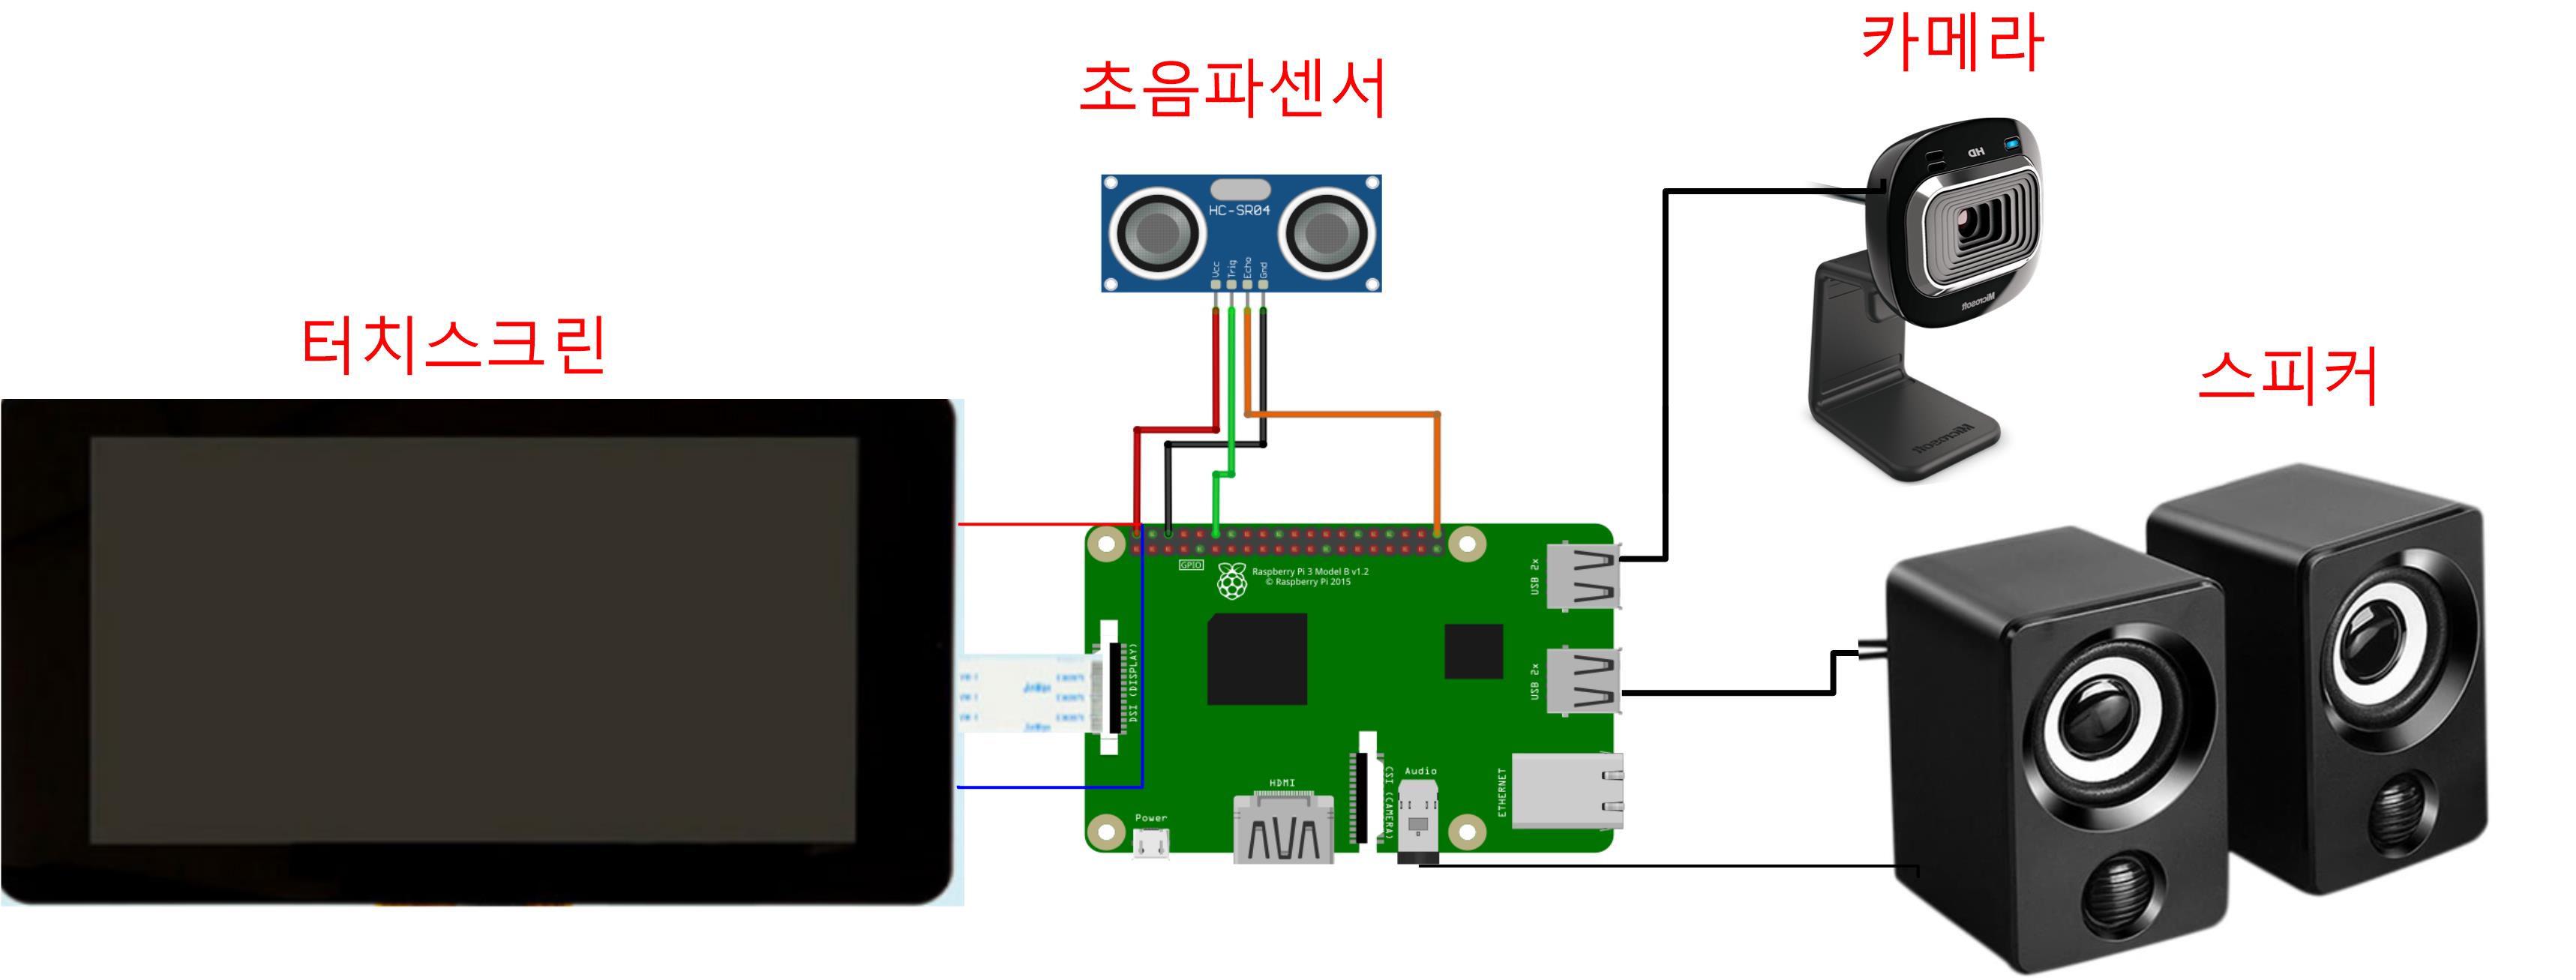 카메라
초음파센서
HD
HC-SR04
Vcc
Trig
Echo
Gnd
Microsoft
터치스크린
스피커
Microsoft
GPIO
Raspberry Pi 3 Model B v1.2
© Raspberry Pi 2015
USB 2x
DSI (DISPLAY)
USB 2x
Audio
CSI (CAMERA)
ETHERNET
HDMI
Power